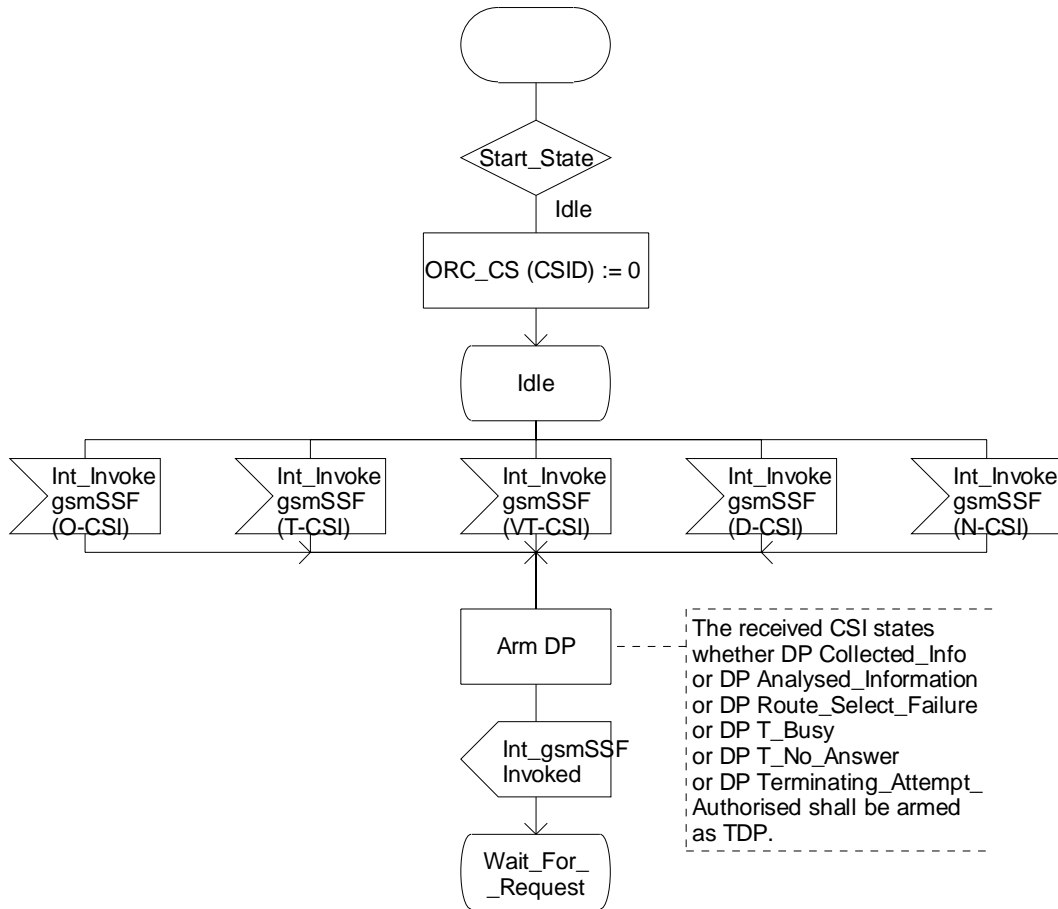 Start_State
Idle
ORC_CS (CSID) := 0
Idle
Int_Invoke
gsmSSF
(O-CSI)
Int_Invoke
gsmSSF
(T-CSI)
Int_Invoke
gsmSSF
(VT-CSI)
Int_Invoke
gsmSSF
(D-CSI)
Int_Invoke
gsmSSF
(N-CSI)
Arm DP
The received CSI states
whether DP Collected_Info
or DP Analysed_Information
or DP Route_Select_Failure
or DP T_Busy
or DP T_No_Answer
or DP Terminating_Attempt_
Authorised shall be armed
as TDP.
Int_gsmSSF
Invoked
Wait_For_
_Request